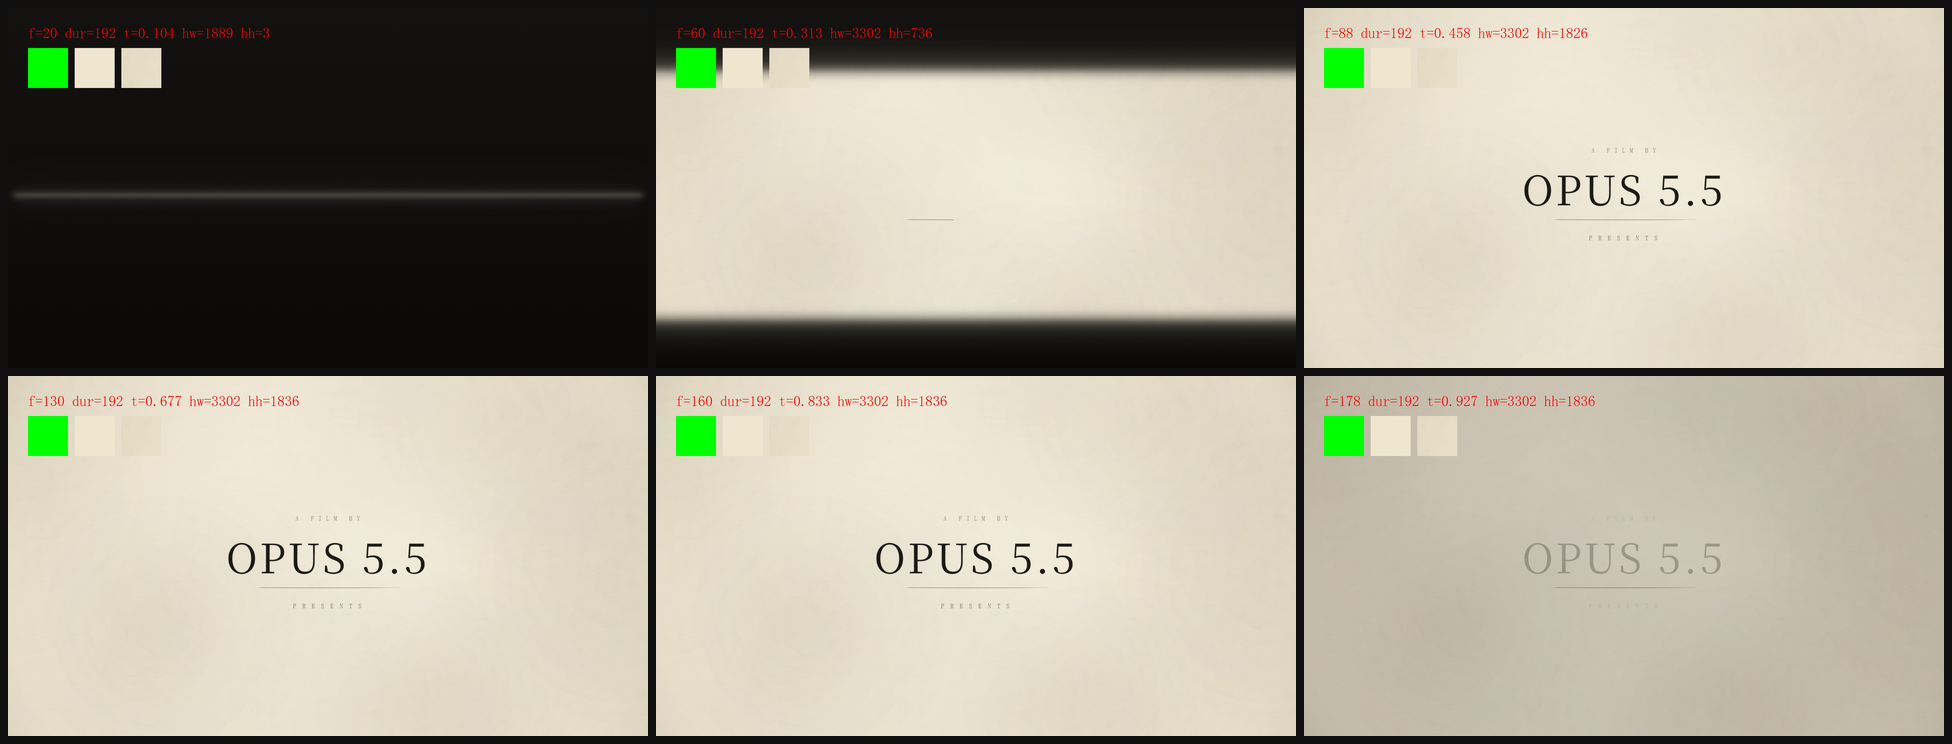 f=20 dur=192 t=0.104 hw=1889 hh=3
f=60 dur=192 t=0.313 hw=3302 hh=736
f=88 dur=192 t=0.458 hw=3302 hh=1826
A FILM BY
OPUS 5.5
PRESENTS
f=130 dur=192 t=0.677 hw=3302 hh=1836
A FILM BY
OPUS 5.5
PRESENTS
f=160 dur=192 t=0.833 hw=3302 hh=1836
A FILM BY
OPUS 5.5
PRESENTS
f=178 dur=192 t=0.927 hw=3302 hh=1836
A FILM BY
OPUS 5.5
PRESENTS